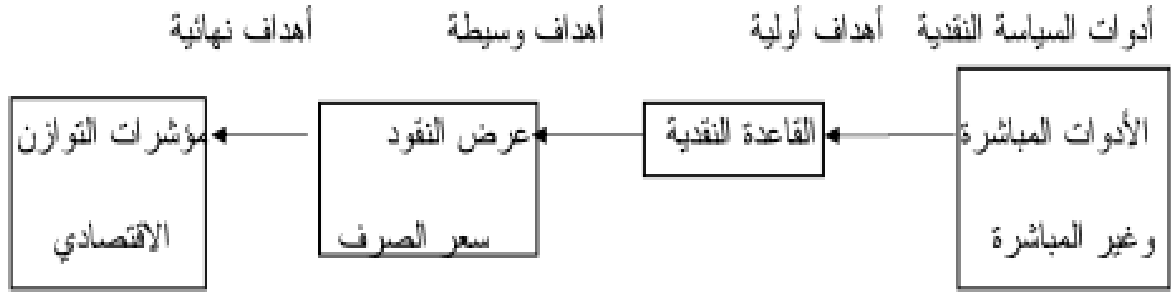 أدوات السياسة النقدية أهداف أولية أهداف وسيطة أهداف نهائية
الأدوات المباشرة القاعدة النقدية عرض النقود مؤشرات التوازن
وغير المباشرة سعر الصرف الاقتصادي